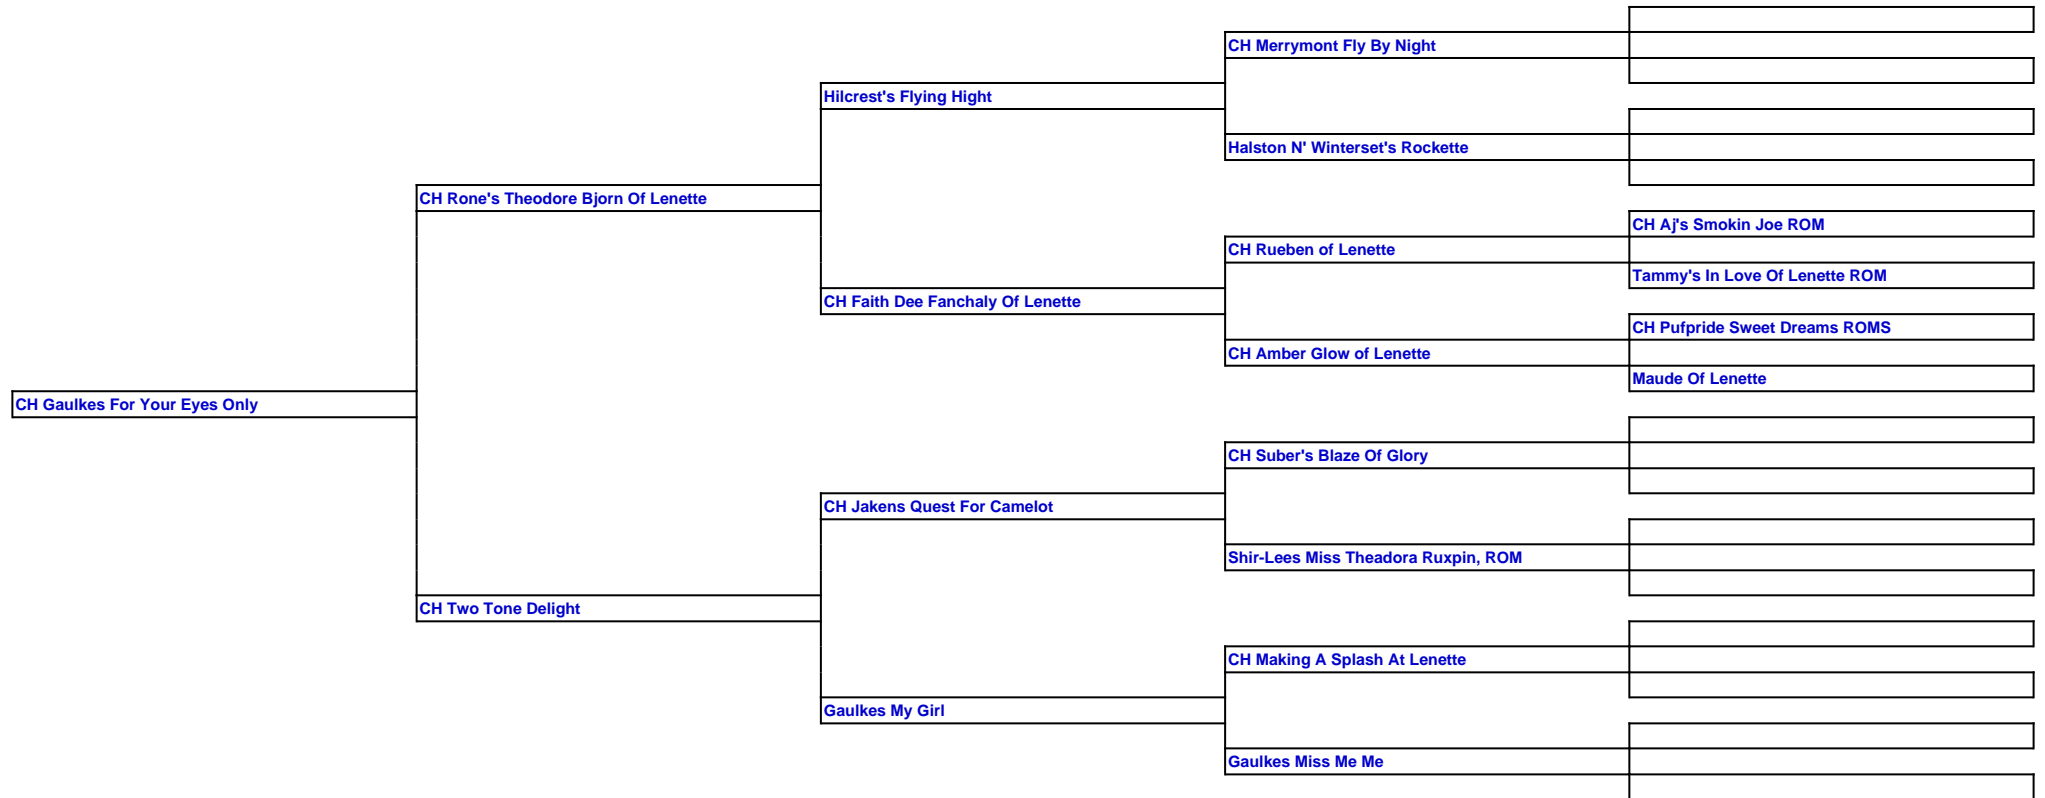 CH Merrymont Fly By Night
Hilcrest's Flying Hight
Halston N' Winterset's Rockette
CH Rone's Theodore Bjorn Of Lenette
CH Aj's Smokin Joe ROM
CH Rueben of Lenette
Tammy's In Love Of Lenette ROM
CH Faith Dee Fanchaly Of Lenette
CH Pufpride Sweet Dreams ROMS
CH Amber Glow of Lenette
Maude Of Lenette
CH Gaulkes For Your Eyes Only
CH Suber's Blaze Of Glory
CH Jakens Quest For Camelot
Shir-Lees Miss Theadora Ruxpin, ROM
CH Two Tone Delight
CH Making A Splash At Lenette
Gaulkes My Girl
Gaulkes Miss Me Me